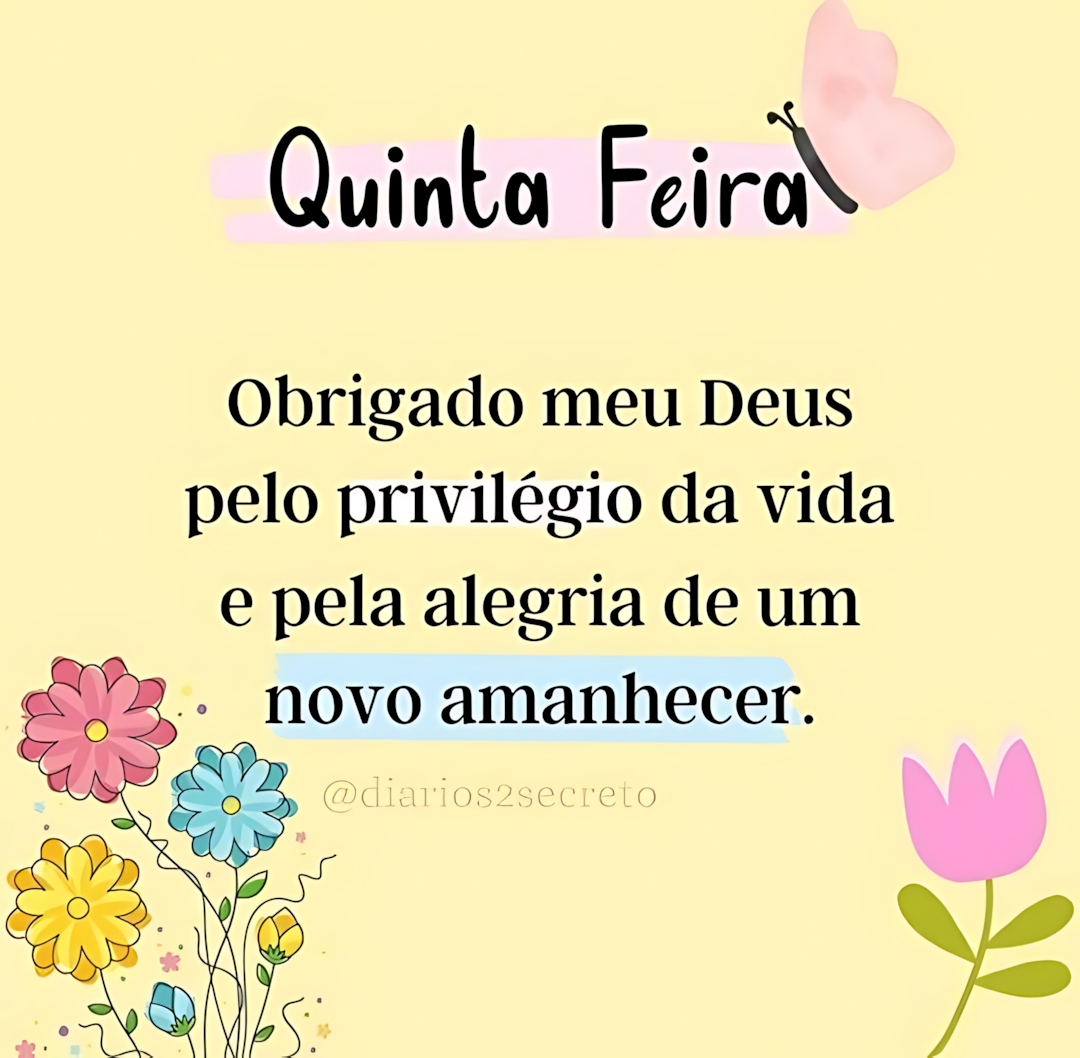 Quinta Feira
Obrigado meu Deus
pelo privilégio da vida
e pela alegria de um
novo amanhecer.
@diarios2secreto